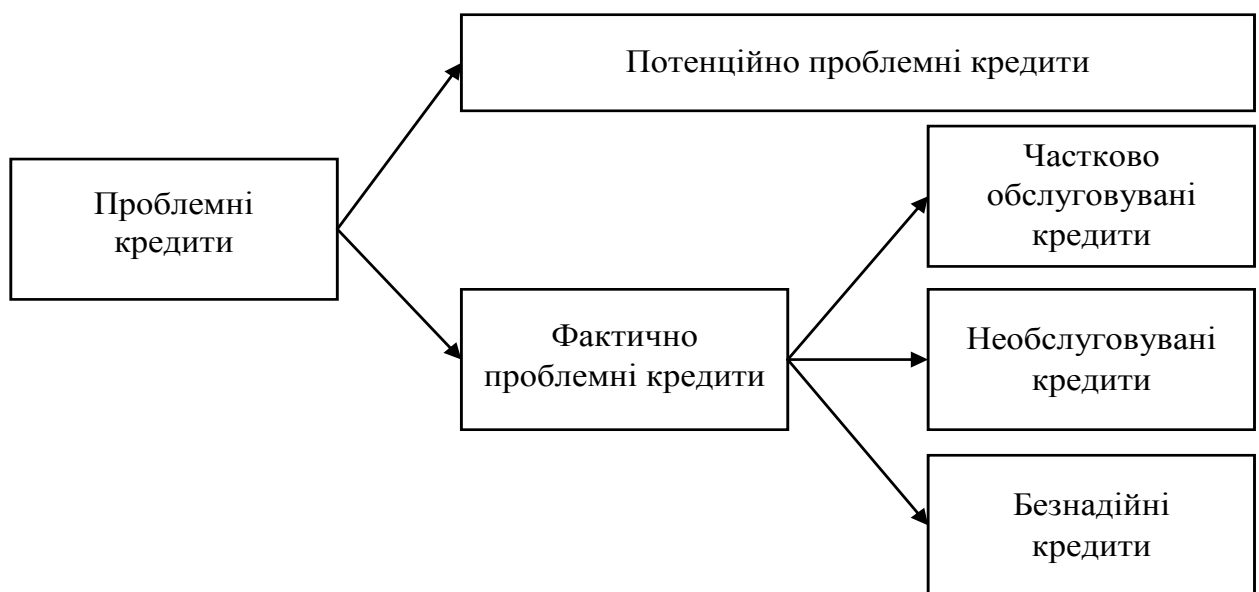 Потенційно проблемні кредити
Частково
обслуговувані
кредити
Проблемні
кредити
Фактично
проблемні кредити
Необслуговувані
кредити
Безнадійні
кредити